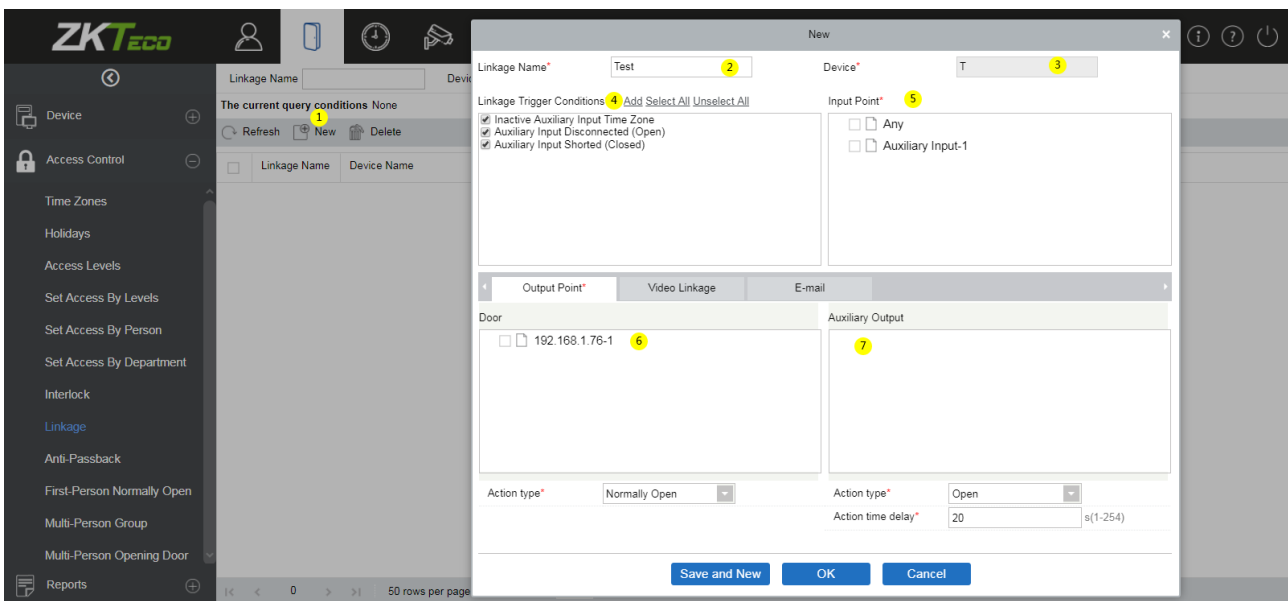 ZKTeco
New
Linkage Name
Devic
The current query conditions None
1
Refresh New Delete
Linkage Name Device Name
Device
Access Control
Time Zones
Holidays
Access Levels
Set Access By Levels
Set Access By Person
Set Access By Department
Interlock
Linkage
Anti-Passback
First-Person Normally Open
Multi-Person Group
Multi-Person Opening Door
Reports
0 50 rows per page
Linkage Name* Test 2 Device* T 3
Linkage Trigger Conditions 4 Add Select All Unselect All
Input Point* 5
Inactive Auxiliary Input Time Zone
Auxiliary Input Disconnected (Open)
Auxiliary Input Shorted (Closed)
Any
Auxiliary Input-1
Output Point* Video Linkage E-mail
Door
192.168.1.76-1 6
Auxiliary Output
7
Action type* Normally Open
Action type* Open
Action time delay* 20 s(1-254)
Save and New OK Cancel